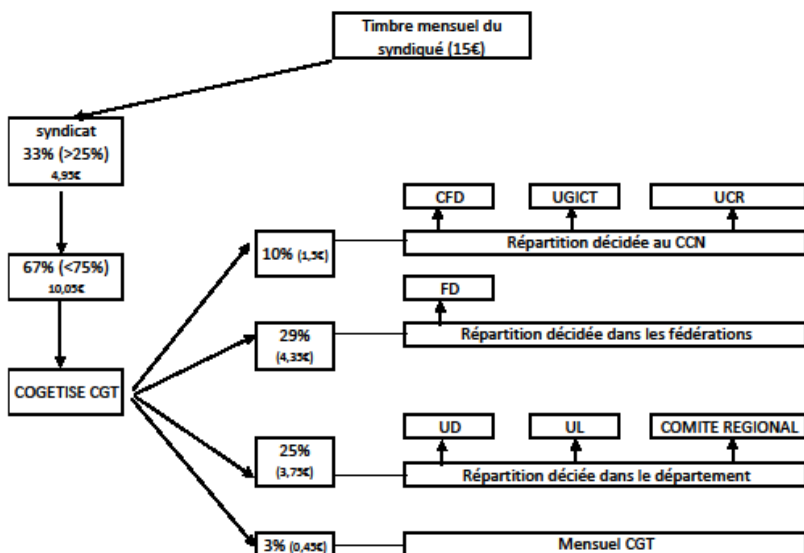 Timbre mensuel du
syndiqué (15€)
syndicat
33% (>25%)
4,95€
CFD
UGICT
UCR
10% (1,5€)
Répartition décidée au CCN
67% (<75%)
10,05€
FD
29%
(4,35€)
Répartition décidée dans les fédérations
COGETISE CGT
UD
UL
COMITE REGIONAL
25%
(3,75€)
Répartition déciée dans le département
3% (0,45€)
Mensuel CGT